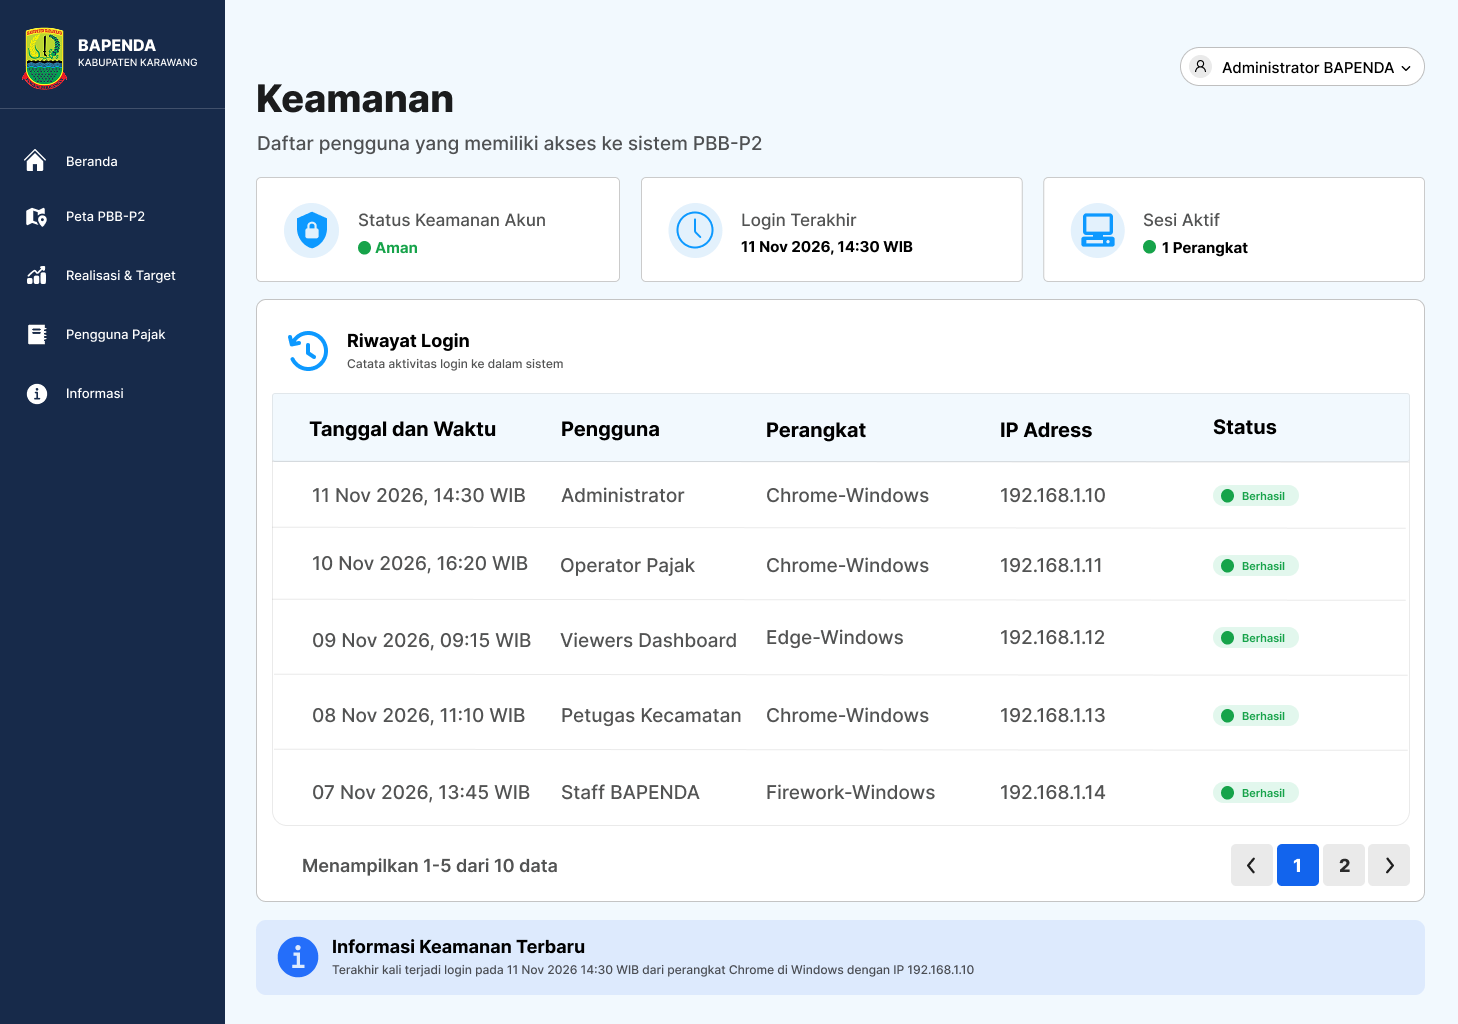 BAPENDA
KABUPATEN KARAWANG
Beranda
Peta PBB-P2
Realisasi & Target
Pengguna Pajak
Informasi
Administrator BAPENDA
Keamanan
Daftar pengguna yang memiliki akses ke sistem PBB-P2
Status Keamanan Akun
Aman
Login Terakhir
11 Nov 2026, 14:30 WIB
Sesi Aktif
1 Perangkat
Riwayat Login
Catata aktivitas login ke dalam sistem
Tanggal dan Waktu Pengguna Perangkat IP Adress Status
11 Nov 2026, 14:30 WIB Administrator Chrome-Windows 192.168.1.10 Berhasil
10 Nov 2026, 16:20 WIB Operator Pajak Chrome-Windows 192.168.1.11 Berhasil
09 Nov 2026, 09:15 WIB Viewers Dashboard Edge-Windows 192.168.1.12 Berhasil
08 Nov 2026, 11:10 WIB Petugas Kecamatan Chrome-Windows 192.168.1.13 Berhasil
07 Nov 2026, 13:45 WIB Staff BAPENDA Firework-Windows 192.168.1.14 Berhasil
Menampilkan 1-5 dari 10 data
1 2
Informasi Keamanan Terbaru
Terakhir kali terjadi login pada 11 Nov 2026 14:30 WIB dari perangkat Chrome di Windows dengan IP 192.168.1.10